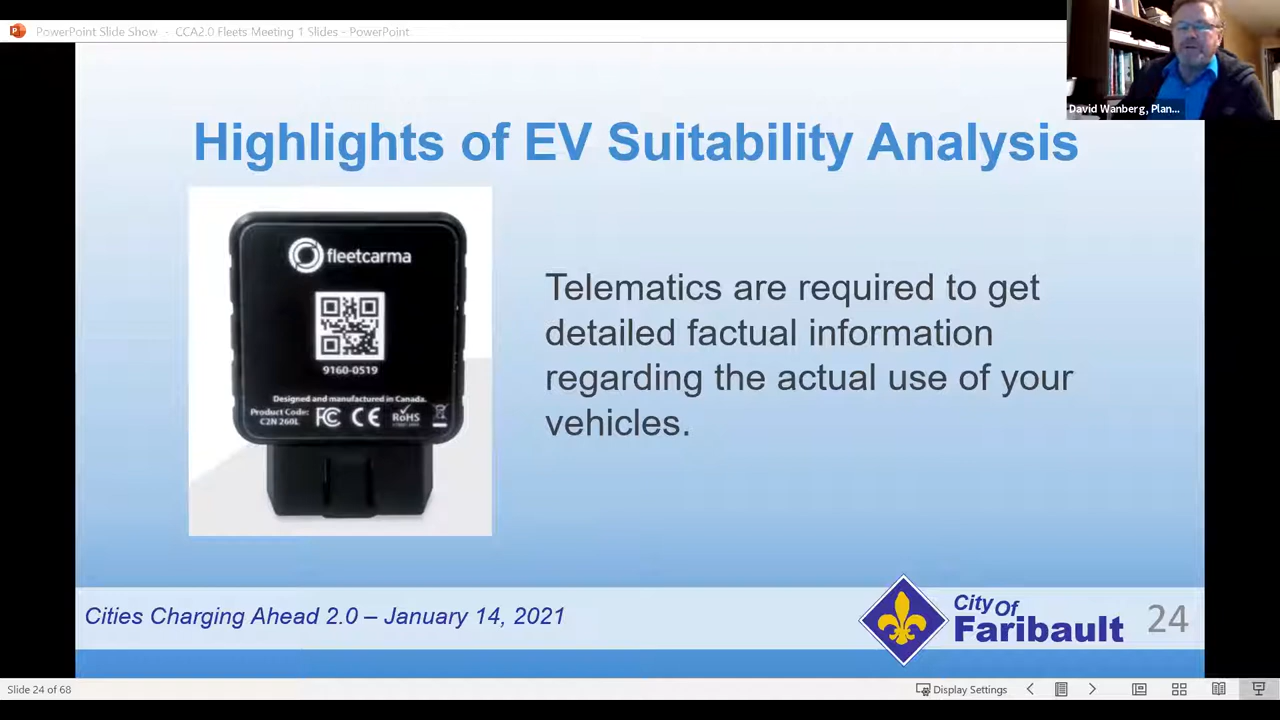 PowerPoint Slide Show - CCA2.0 Fleets Meeting 1 Slides - PowerPoint
David Wanberg, Plan...
Highlights of EV Suitability Analysis
fleetcarma
9160-0519
Designed and manufactured in Canada.
Product Code:
C2N 260L
FC CE RoHS
Telematics are required to get
detailed factual information
regarding the actual use of your
vehicles.
Cities Charging Ahead 2.0 – January 14, 2021
City Of
Faribault
24
Slide 24 of 68
Display Settings